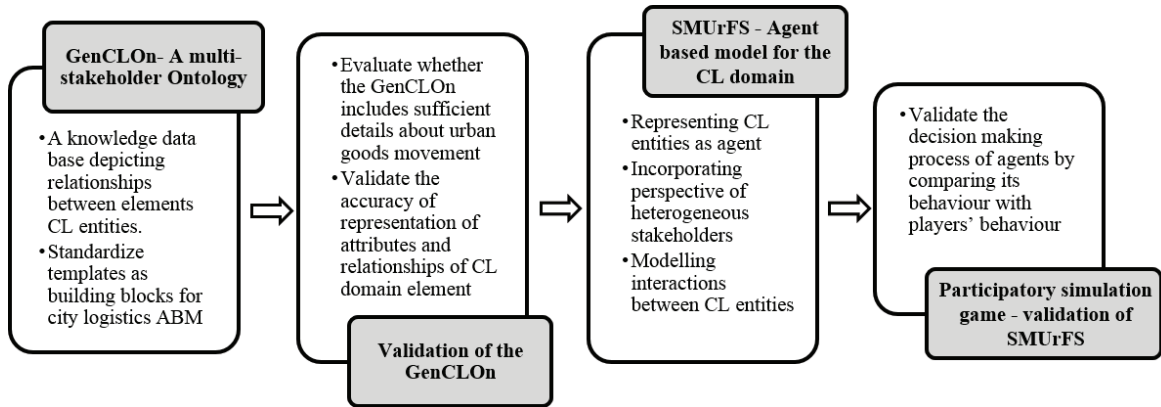 GenCLOn- A multi-
stakeholder Ontology
•A knowledge data
base depicting
relationships
between elements
CL entities.
•Standardize
templates as
building blocks for
city logistics ABM
•Evaluate whether
the GenCLOn
includes sufficient
details about urban
goods movement
•Validate the
accuracy of
representation of
attributes and
relationships of CL
domain element
Validation of the
GenCLOn
SMUrFS - Agent
based model for the
CL domain
•Representing CL
entities as agent
•Incorporating
perspective of
heterogeneous
stakeholders
•Modelling
interactions
between CL entities
•Validate the
decision making
process of agents by
comparing its
behaviour with
players’ behaviour
Participatory simulation
game - validation of
SMUrFS